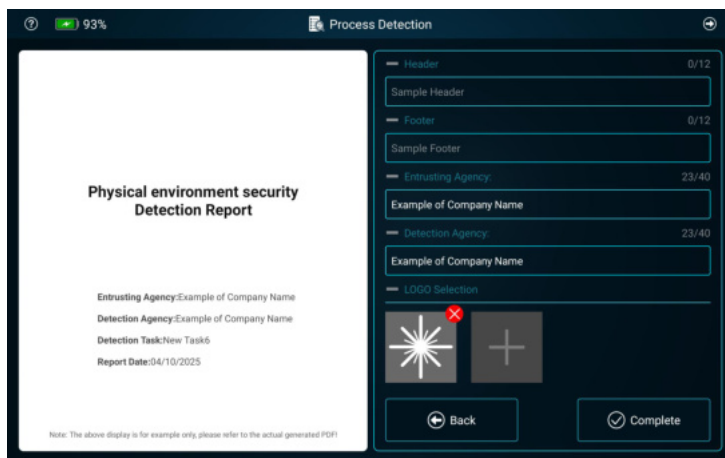 93%
Process Detection
Physical environment security
Detection Report
Entrusting Agency:Example of Company Name
Detection Agency:Example of Company Name
Detection Task:New Task6
Report Date:04/10/2025
Note: The above display is for example only, please refer to the actual generated PDF!
Header 0/12
Sample Header
Footer 0/12
Sample Footer
Entrusting Agency: 23/40
Example of Company Name
Detection Agency: 23/40
Example of Company Name
LOGO Selection
Back
Complete